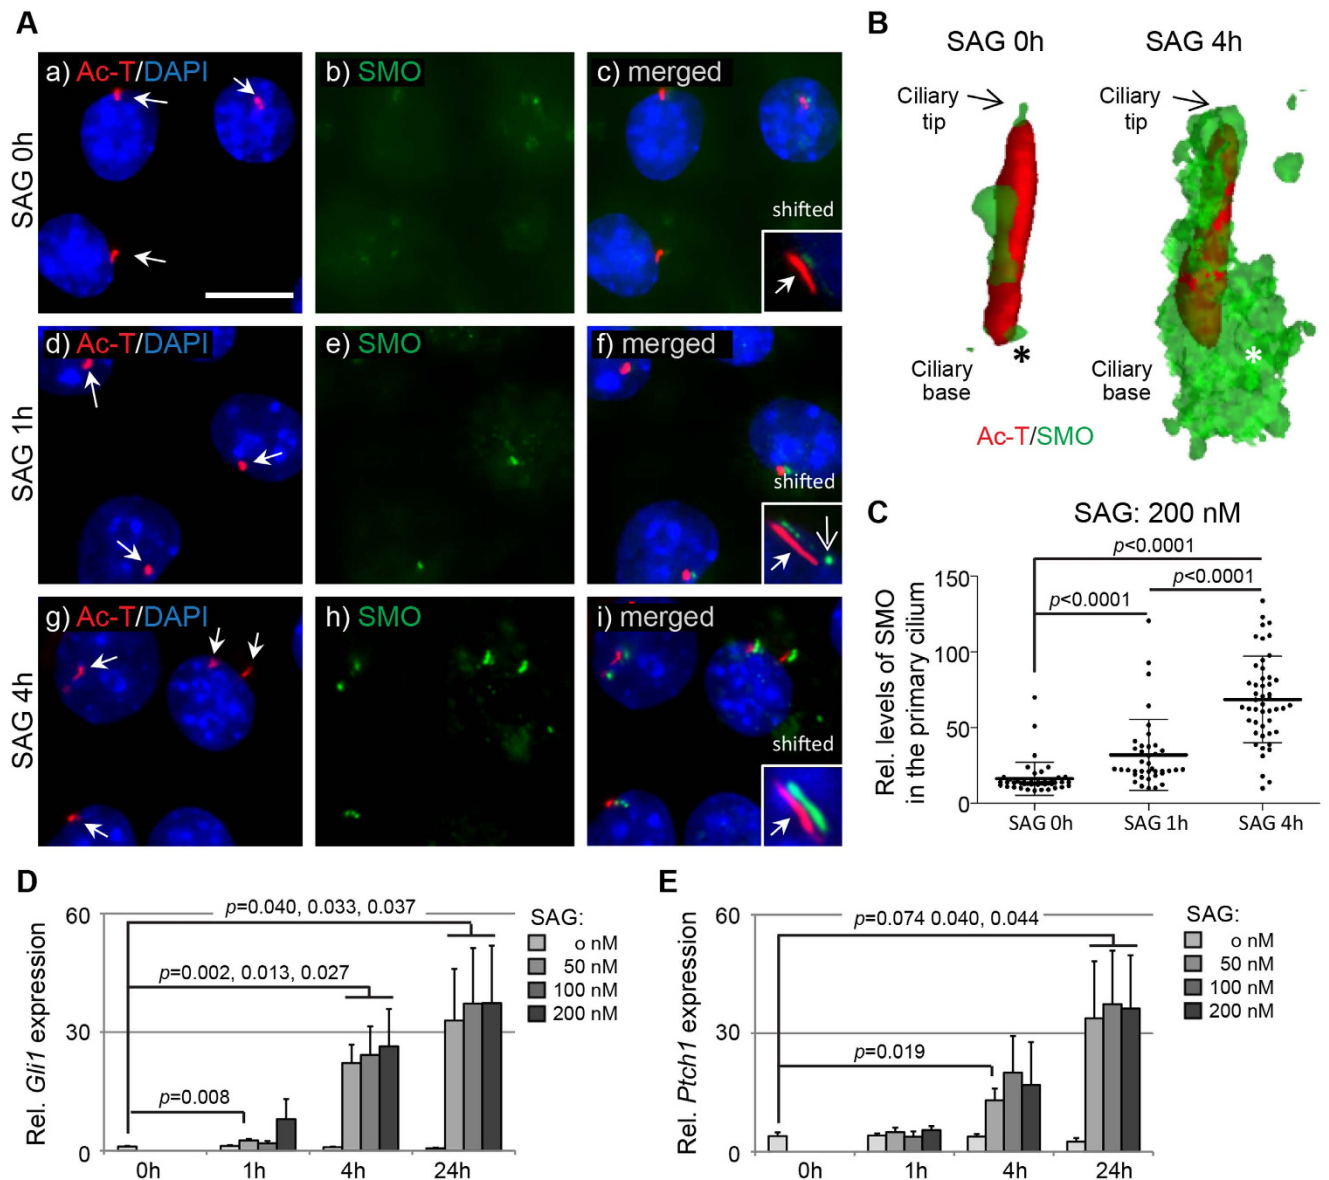 A
a) Ac-T/DAPI
b) SMO
c) merged
SAG 0h
shifted
d) Ac-T/DAPI
e) SMO
f) merged
SAG 1h
shifted
g) Ac-T/DAPI
h) SMO
i) merged
SAG 4h
shifted
B
SAG 0h
SAG 4h
Ciliary
tip
Ciliary
tip
*
*
Ciliary
base
Ciliary
base
Ac-T/SMO
C
SAG: 200 nM
p<0.0001
p<0.0001
p<0.0001
Rel. levels of SMO
in the primary cilium
150
100
50
0
SAG 0h
SAG 1h
SAG 4h
D
Rel. Gli1 expression
60
30
0
p=0.040, 0.033, 0.037
p=0.002, 0.013, 0.027
p=0.008
0h
1h
4h
24h
SAG:
o nM
50 nM
100 nM
200 nM
E
Rel. Ptch1 expression
60
30
0
p=0.074 0.040, 0.044
p=0.019
0h
1h
4h
24h
SAG:
o nM
50 nM
100 nM
200 nM